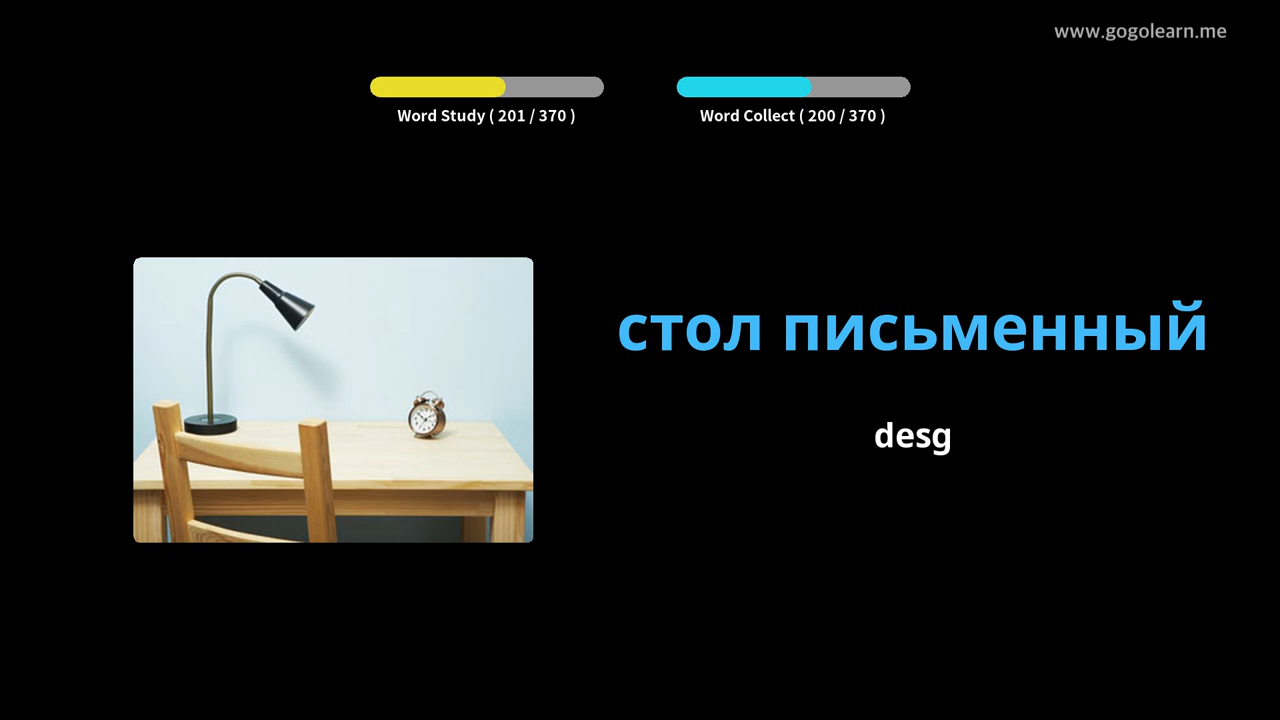 www.gogolearn.me
Word Study ( 201 / 370 )
Word Collect ( 200 / 370 )
стол письменный
desg